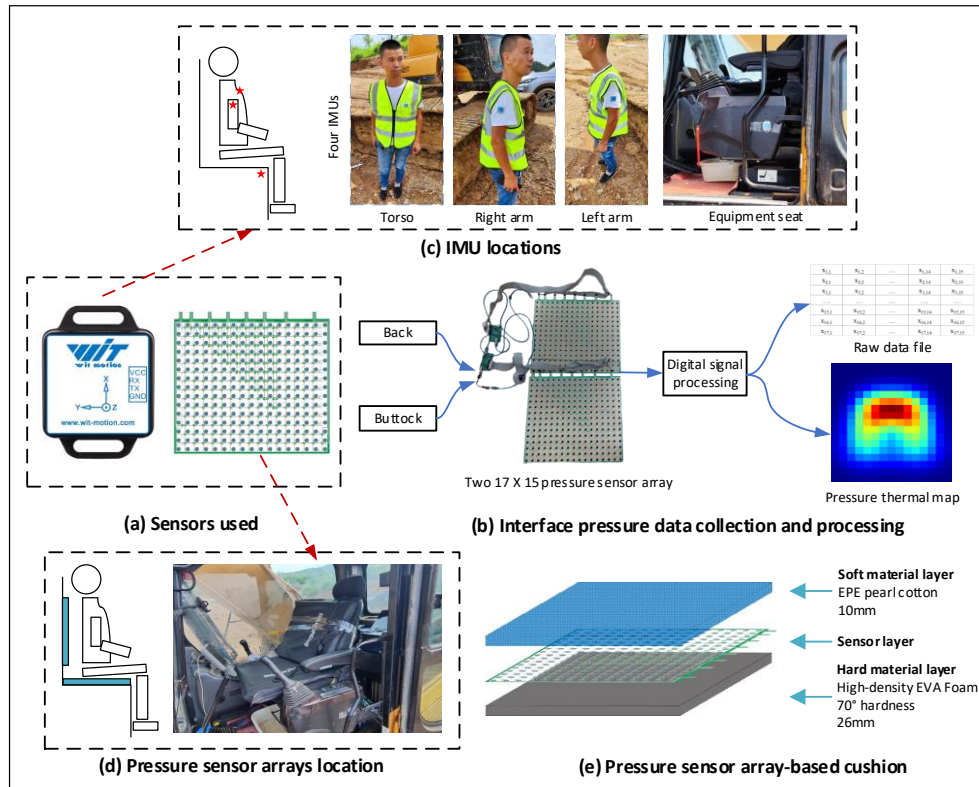 Four IMUs
Torso
Right arm
Left arm
Equipment seat
(c) IMU locations
WIT
wit motion
VCC
RX
TX
GND
X
Y
Z
www.wit-motion.com
(a) Sensors used
Back
Buttock
Two 17 X 15 pressure sensor array
Digital signal
processing
Raw data file
Pressure thermal map
(b) Interface pressure data collection and processing
(d) Pressure sensor arrays location
Soft material layer
EPE pearl cotton
10mm
Sensor layer
Hard material layer
High-density EVA Foam
70° hardness
26mm
(e) Pressure sensor array-based cushion